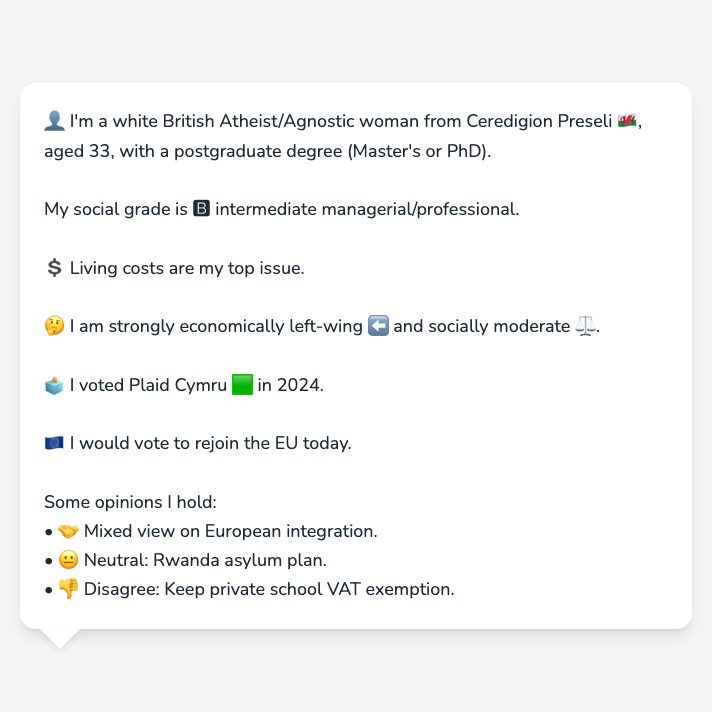 👤 I'm a white British Atheist/Agnostic woman from Ceredigion Preseli 🏴󠁧󠁢󠁷󠁬󠁳󠁿,
aged 33, with a postgraduate degree (Master's or PhD).
My social grade is 🅱 intermediate managerial/professional.
💲 Living costs are my top issue.
🤔 I am strongly economically left-wing ⬅️ and socially moderate ⚖️.
🗳️ I voted Plaid Cymru 🟩 in 2024.
🇪🇺 I would vote to rejoin the EU today.
Some opinions I hold:
• 🤝 Mixed view on European integration.
• 😐 Neutral: Rwanda asylum plan.
• 👎 Disagree: Keep private school VAT exemption.